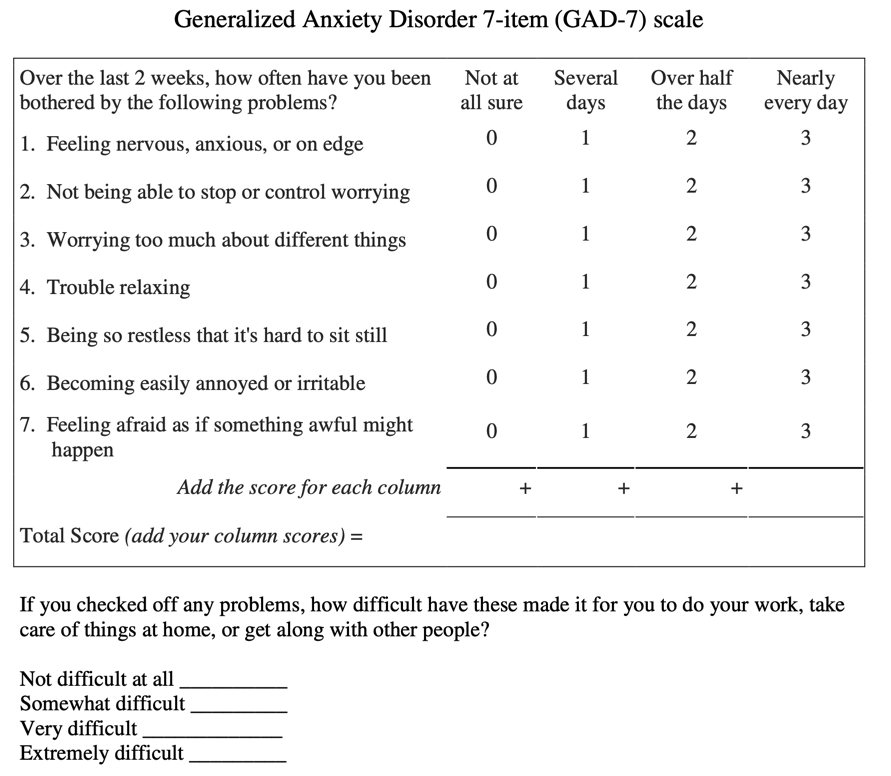 Generalized Anxiety Disorder 7-item (GAD-7) scale
Over the last 2 weeks, how often have you been bothered by the following problems? Not at all sure Several days Over half the days Nearly every day
1. Feeling nervous, anxious, or on edge 0 1 2 3
2. Not being able to stop or control worrying 0 1 2 3
3. Worrying too much about different things 0 1 2 3
4. Trouble relaxing 0 1 2 3
5. Being so restless that it's hard to sit still 0 1 2 3
6. Becoming easily annoyed or irritable 0 1 2 3
7. Feeling afraid as if something awful might happen 0 1 2 3
Add the score for each column + + +
Total Score (add your column scores) =
If you checked off any problems, how difficult have these made it for you to do your work, take
care of things at home, or get along with other people?
Not difficult at all __________
Somewhat difficult _________
Very difficult _____________
Extremely difficult _________